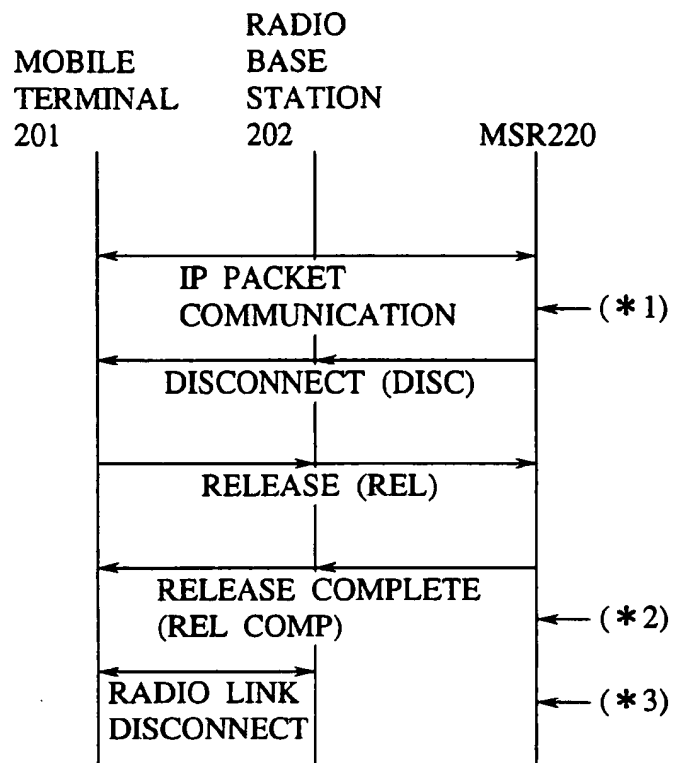 MOBILE
TERMINAL
201
RADIO
BASE
STATION
202
MSR220
IP PACKET
COMMUNICATION
(*1)
DISCONNECT (DISC)
RELEASE (REL)
RELEASE COMPLETE
(REL COMP)
(*2)
RADIO LINK
DISCONNECT
(*3)